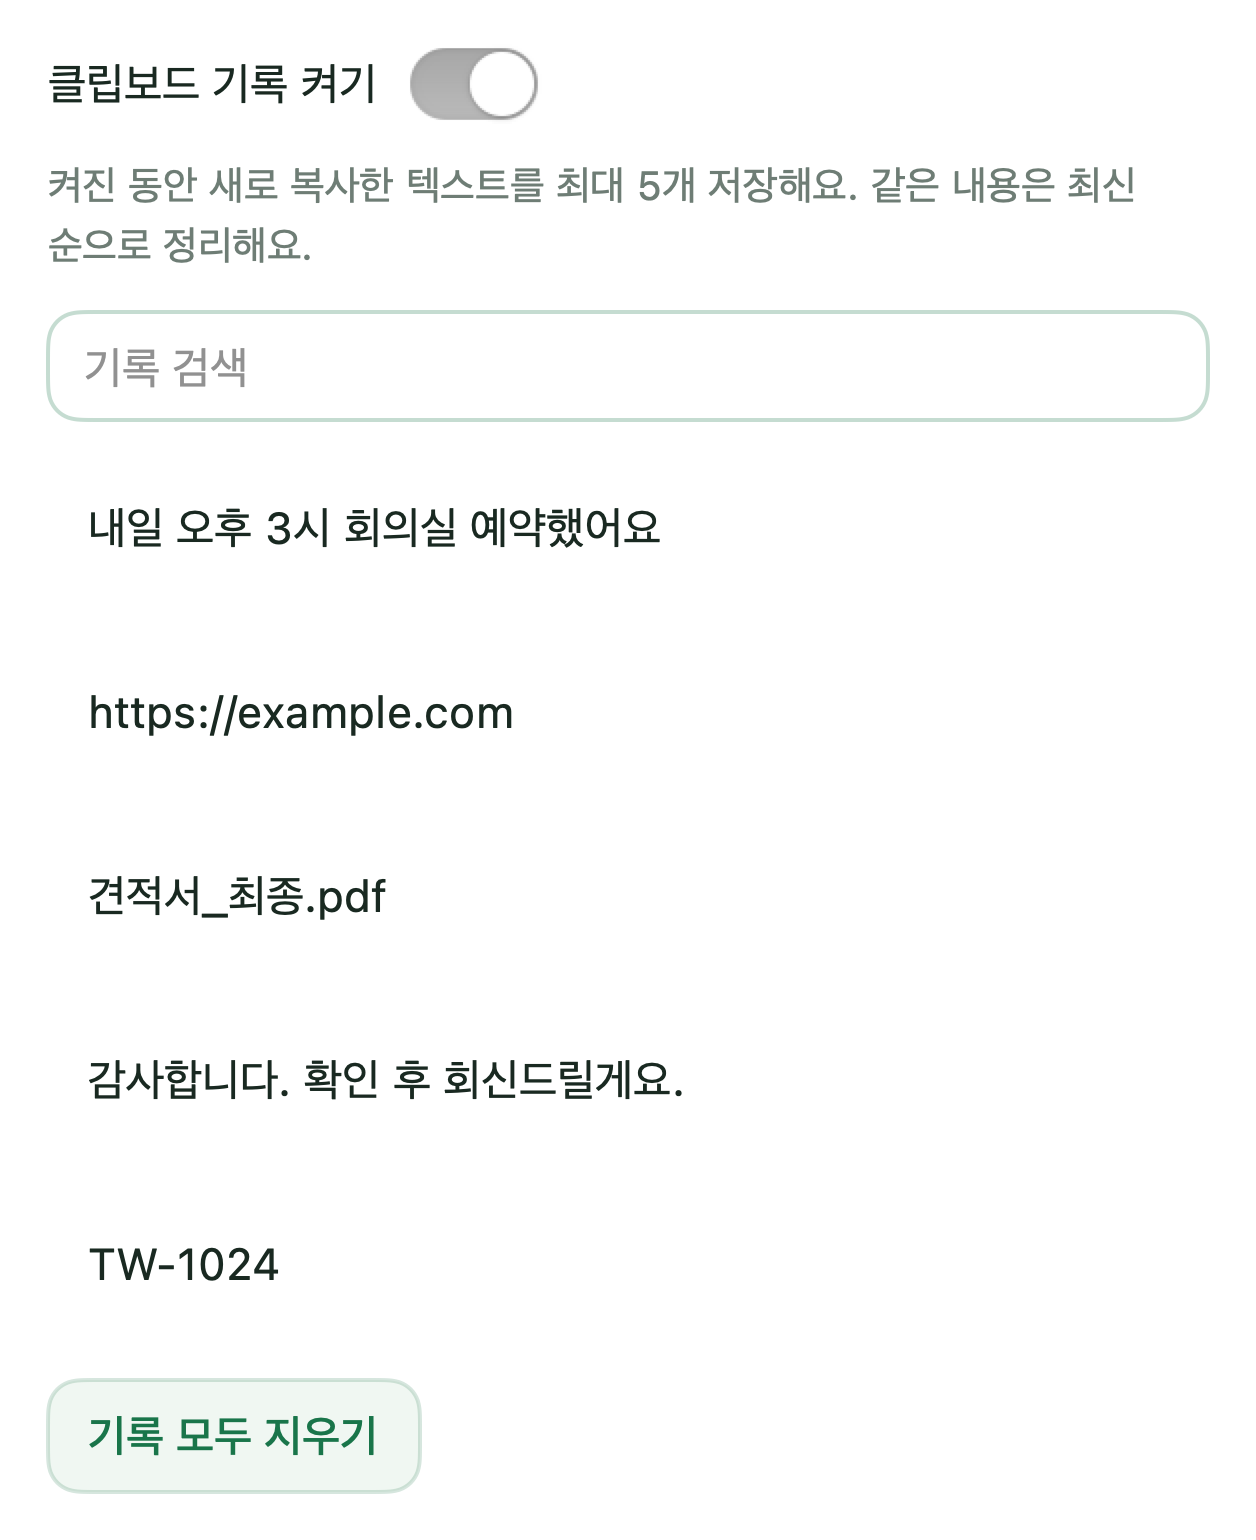 클립보드 기록 켜기
켜진 동안 새로 복사한 텍스트를 최대 5개 저장해요. 같은 내용은 최신
순으로 정리해요.
기록 검색
내일 오후 3시 회의실 예약했어요
https://example.com
견적서_최종.pdf
감사합니다. 확인 후 회신드릴게요.
TW-1024
기록 모두 지우기